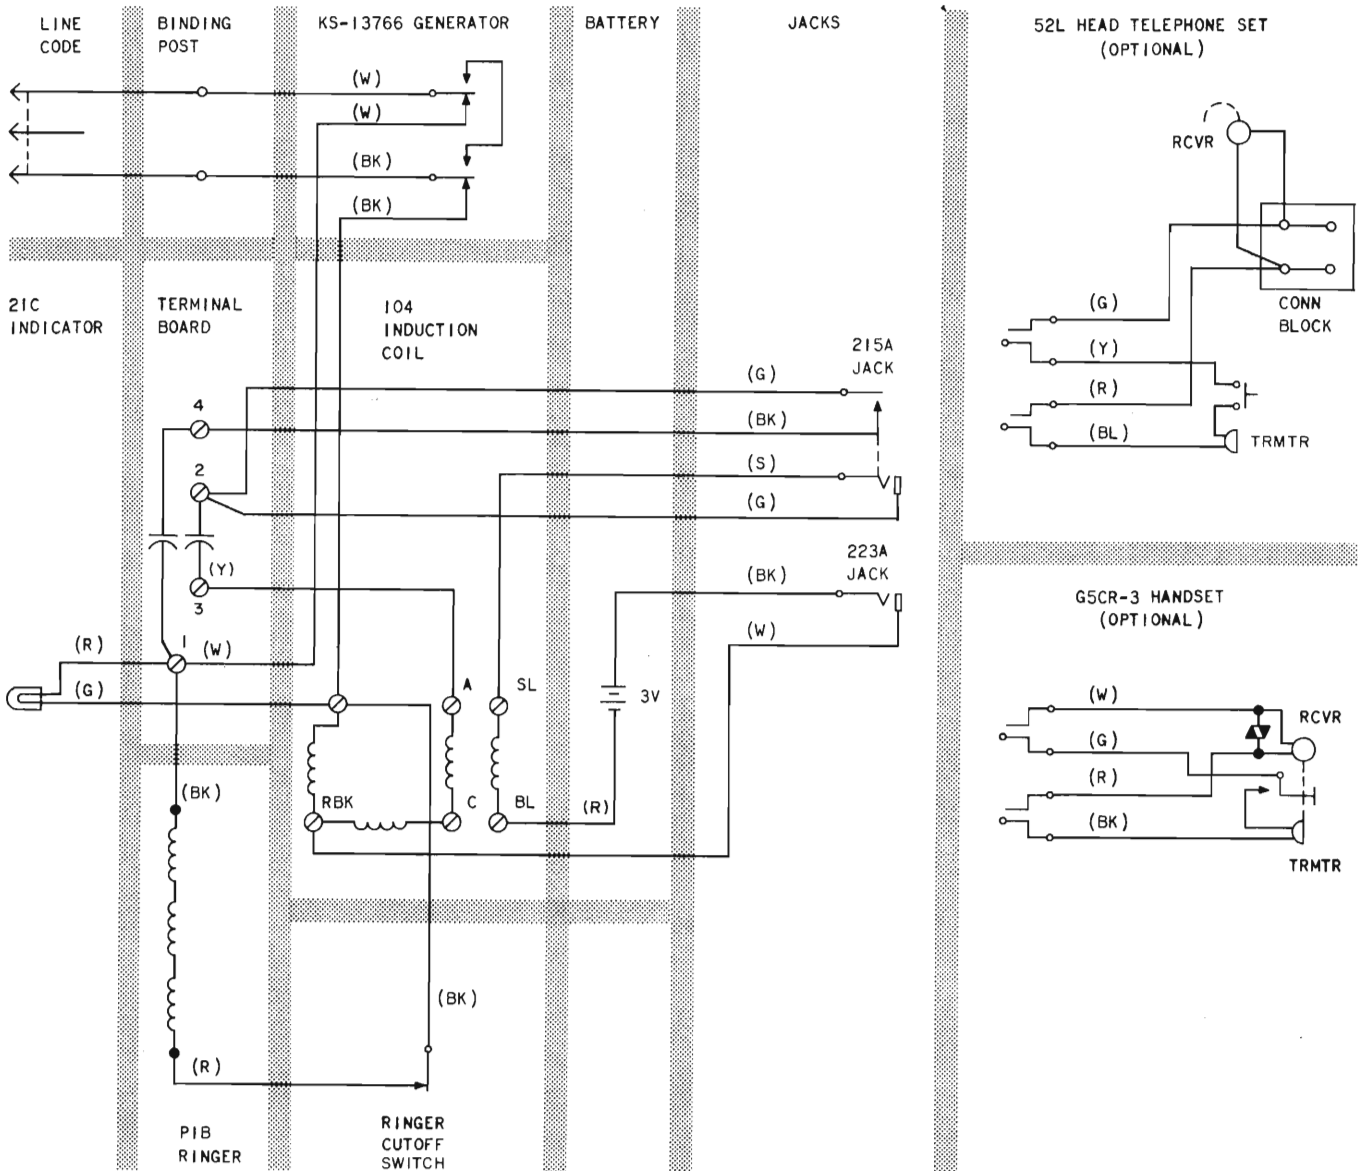 LINE
CODE
BINDING
POST
KS-13766 GENERATOR
BATTERY
JACKS
52L HEAD TELEPHONE SET
(OPTIONAL)
(W)
(W)
(BK)
(BK)
RCVR
CONN
BLOCK
(G)
(Y)
(R)
(BL)
TRMTR
21C
INDICATOR
TERMINAL
BOARD
104
INDUCTION
COIL
215A
JACK
(G)
4
(BK)
2
(S)
(G)
(Y)
3
223A
JACK
(BK)
(W)
1
(R)
(W)
(G)
A
SL
3V
RBK
C
BL
(R)
(BK)
(BK)
(R)
P1B
RINGER
RINGER
CUTOFF
SWITCH
G5CR-3 HANDSET
(OPTIONAL)
(W)
RCVR
(G)
(R)
(BK)
TRMTR